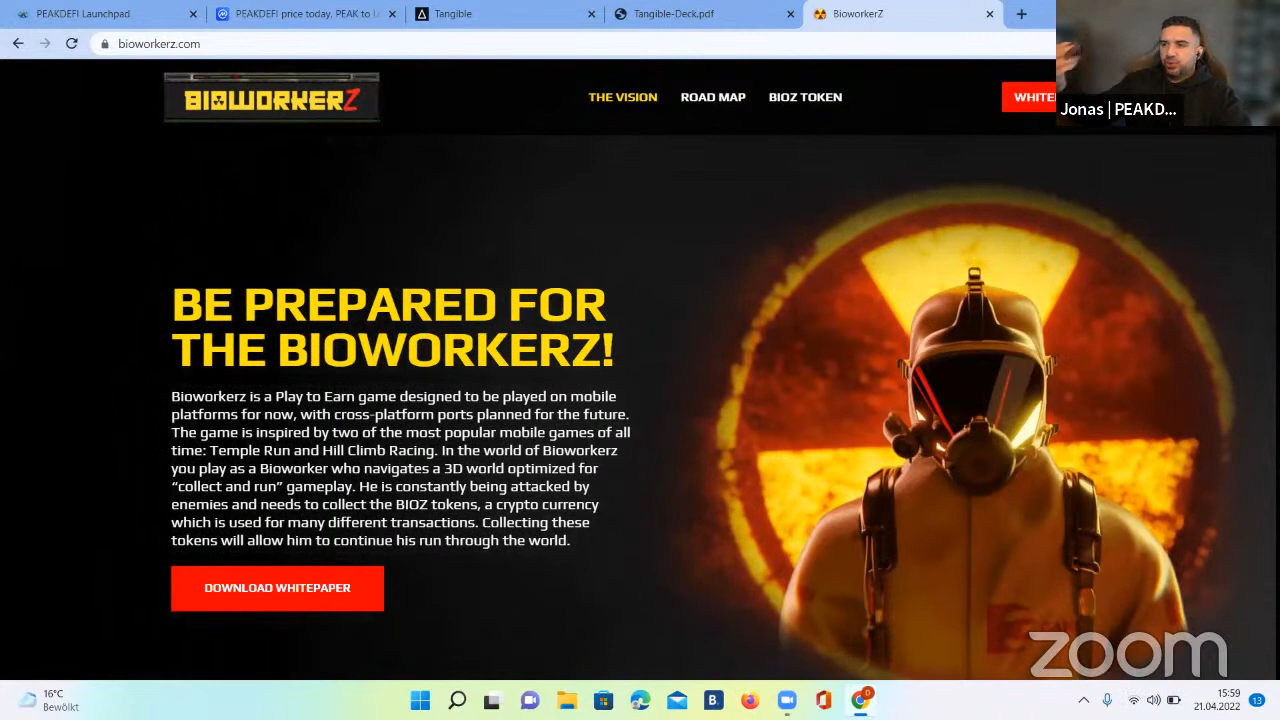 PEAKDEFI Launchpad
PEAKDEFI Price today, PEAK to U
Tangible.
Tangible-Deck.pdf
BioworkerZ
bioworkerz.com
BIOWORKERZ
THE VISION
ROAD MAP
BIOZ TOKEN
WHITE
Jonas | PEAKD...
BE PREPARED FOR
THE BIOWORKERZ!
Bioworkerz is a Play to Earn game designed to be played on mobile
platforms for now, with cross-platform ports planned for the future.
The game is inspired by two of the most popular mobile games of all
time: Temple Run and Hill Climb Racing. In the world of Bioworkerz
you play as a Bioworker who navigates a 3D world optimized for
“collect and run” gameplay. He is constantly being attacked by
enemies and needs to collect the BIOZ tokens, a crypto currency
which is used for many different transactions. Collecting these
tokens will allow him to continue his run through the world.
DOWNLOAD WHITEPAPER
zoom
16°C
Bewölkt
B.
D
15:59
21.04.2022
13